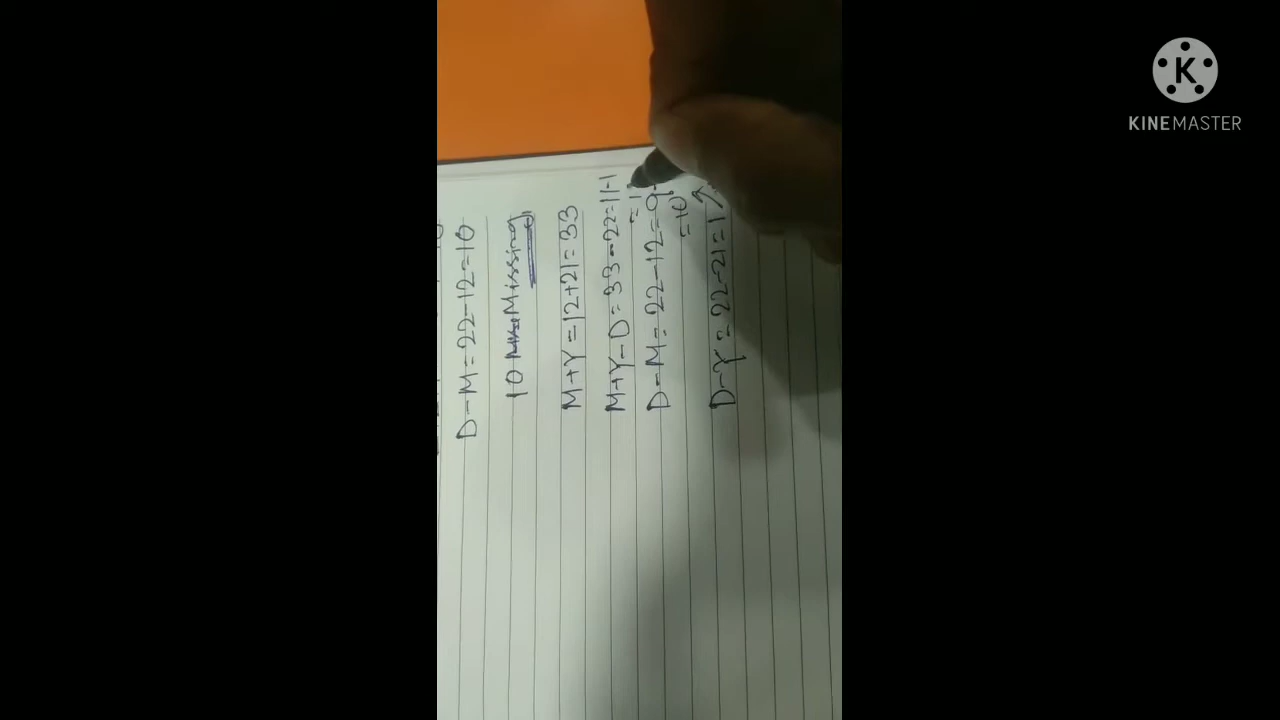 D-M=22-12=10
10 Missing
M+Y=12+21=33
M+Y-D=33-22=11-1
=1
D-M=22-12=9
=10
D-Y=22-21=1
KINEMASTER